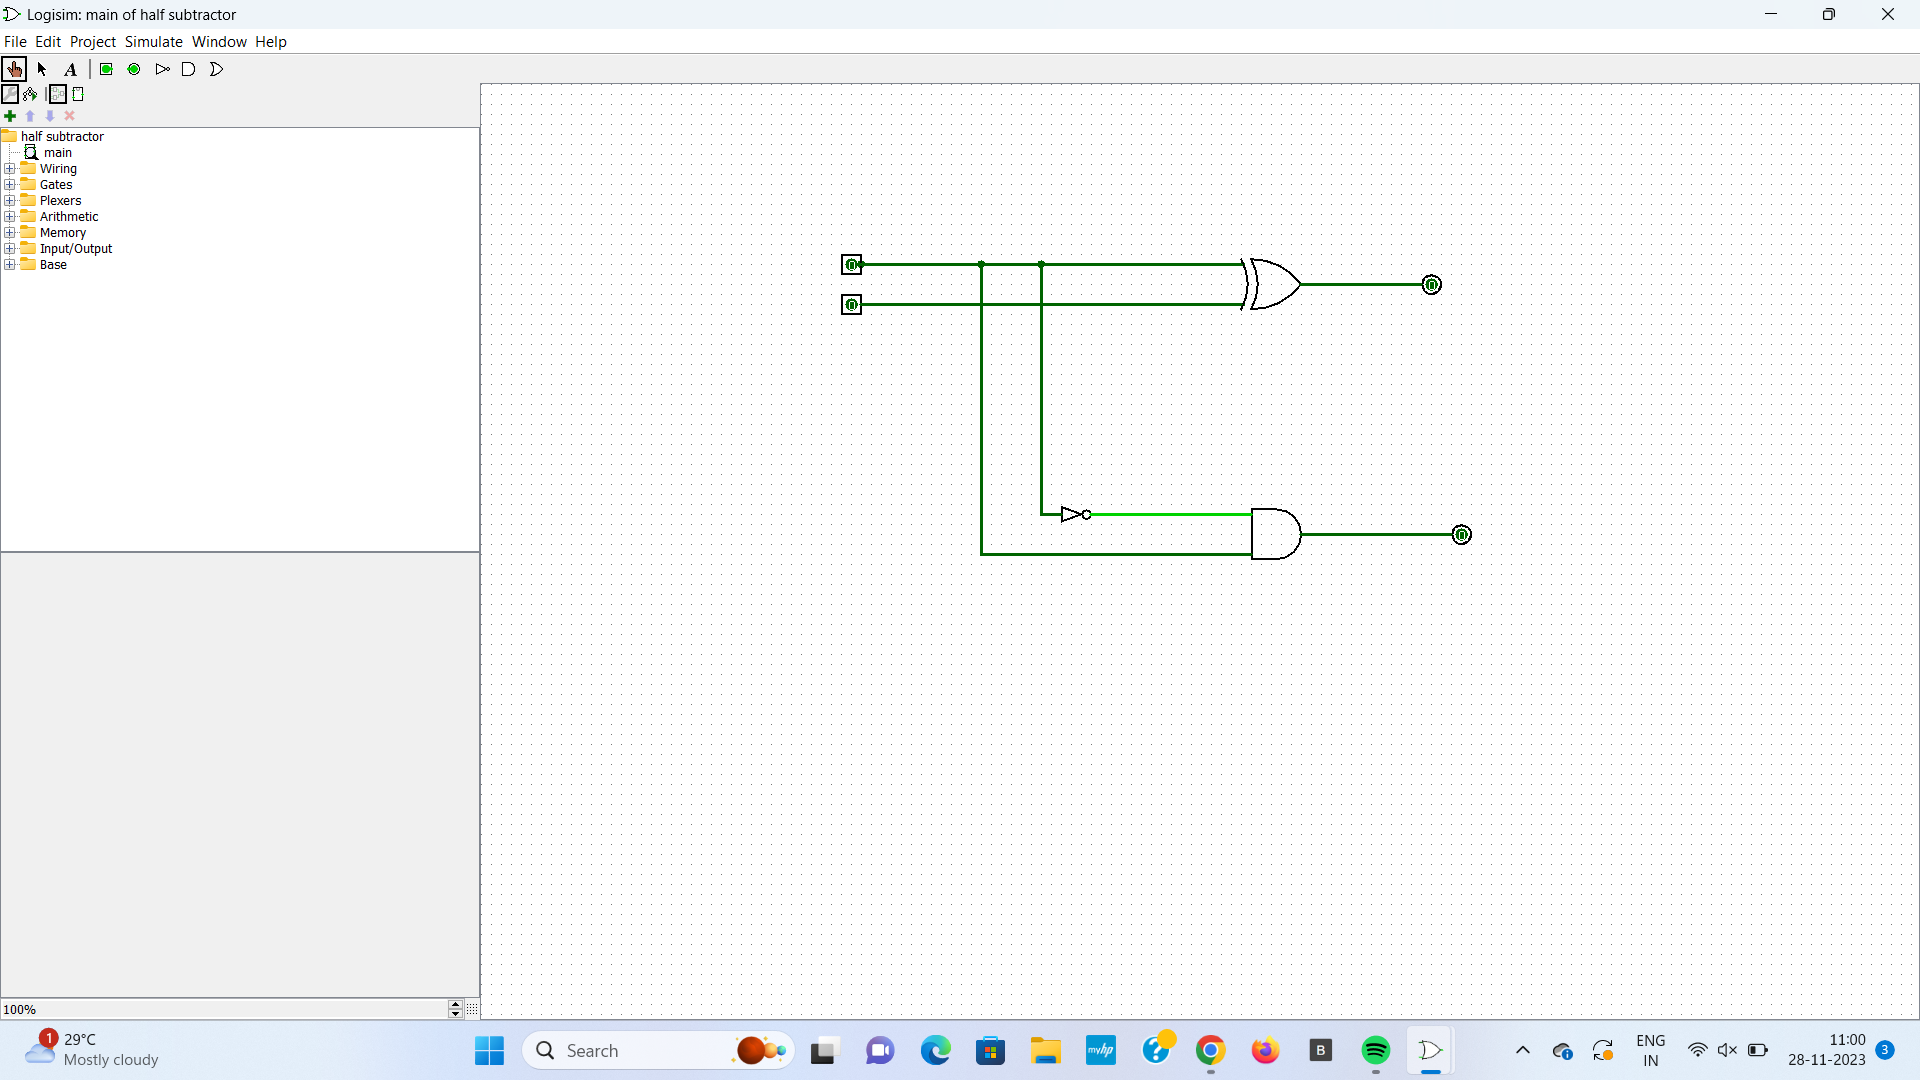 Logisim: main of half subtractor
File Edit Project Simulate Window Help
A
half subtractor
main
Wiring
Gates
Plexers
Arithmetic
Memory
Input/Output
Base
0
0
0
0
100%
1
29°C
Mostly cloudy
Search
myhp
?
B
ENG
IN
11:00
28-11-2023
3